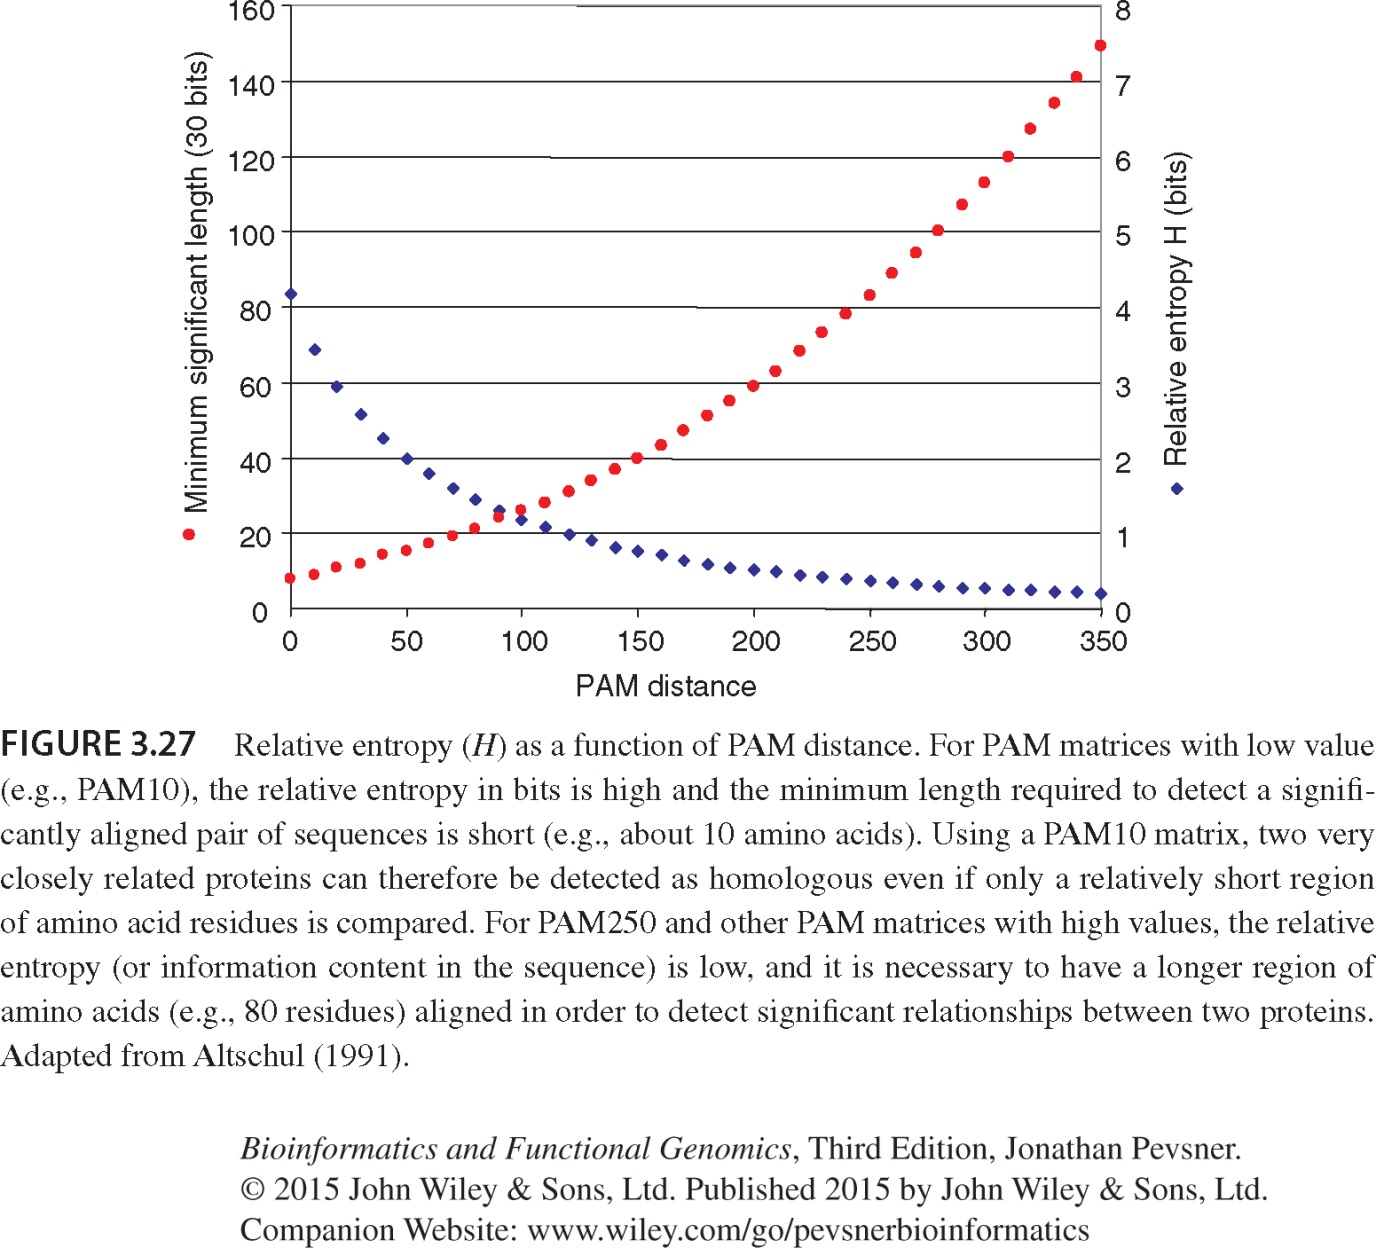 160
140
120
100
80
60
40
20
0
Minimum significant length (30 bits)
8
7
6
5
4
3
2
1
0
Relative entropy H (bits)
0 50 100 150 200 250 300 350
PAM distance
FIGURE 3.27 Relative entropy (H) as a function of PAM distance. For PAM matrices with low value
(e.g., PAM10), the relative entropy in bits is high and the minimum length required to detect a signifi-
cantly aligned pair of sequences is short (e.g., about 10 amino acids). Using a PAM10 matrix, two very
closely related proteins can therefore be detected as homologous even if only a relatively short region
of amino acid residues is compared. For PAM250 and other PAM matrices with high values, the relative
entropy (or information content in the sequence) is low, and it is necessary to have a longer region of
amino acids (e.g., 80 residues) aligned in order to detect significant relationships between two proteins.
Adapted from Altschul (1991).
Bioinformatics and Functional Genomics, Third Edition, Jonathan Pevsner.
© 2015 John Wiley & Sons, Ltd. Published 2015 by John Wiley & Sons, Ltd.
Companion Website: www.wiley.com/go/pevsnerbioinformatics